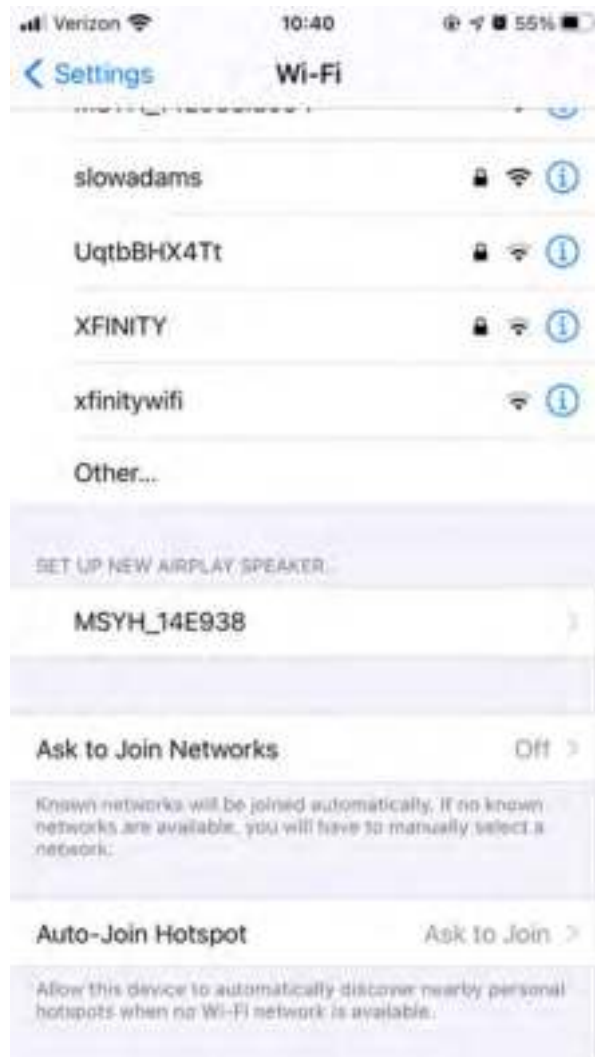 Verizon 10:40 55%
Settings Wi-Fi
slowadams
UqtbBHX4Tt
XFINITY
xfinitywifi
Other...
SET UP NEW AIRPLAY SPEAKER...
MSYH_14E938
Ask to Join Networks Off
Known networks will be joined automatically. If no known
networks are available, you will have to manually select a
network.
Auto-Join Hotspot Ask to Join
Allow this device to automatically discover nearby personal
hotspots when no Wi-Fi network is available.